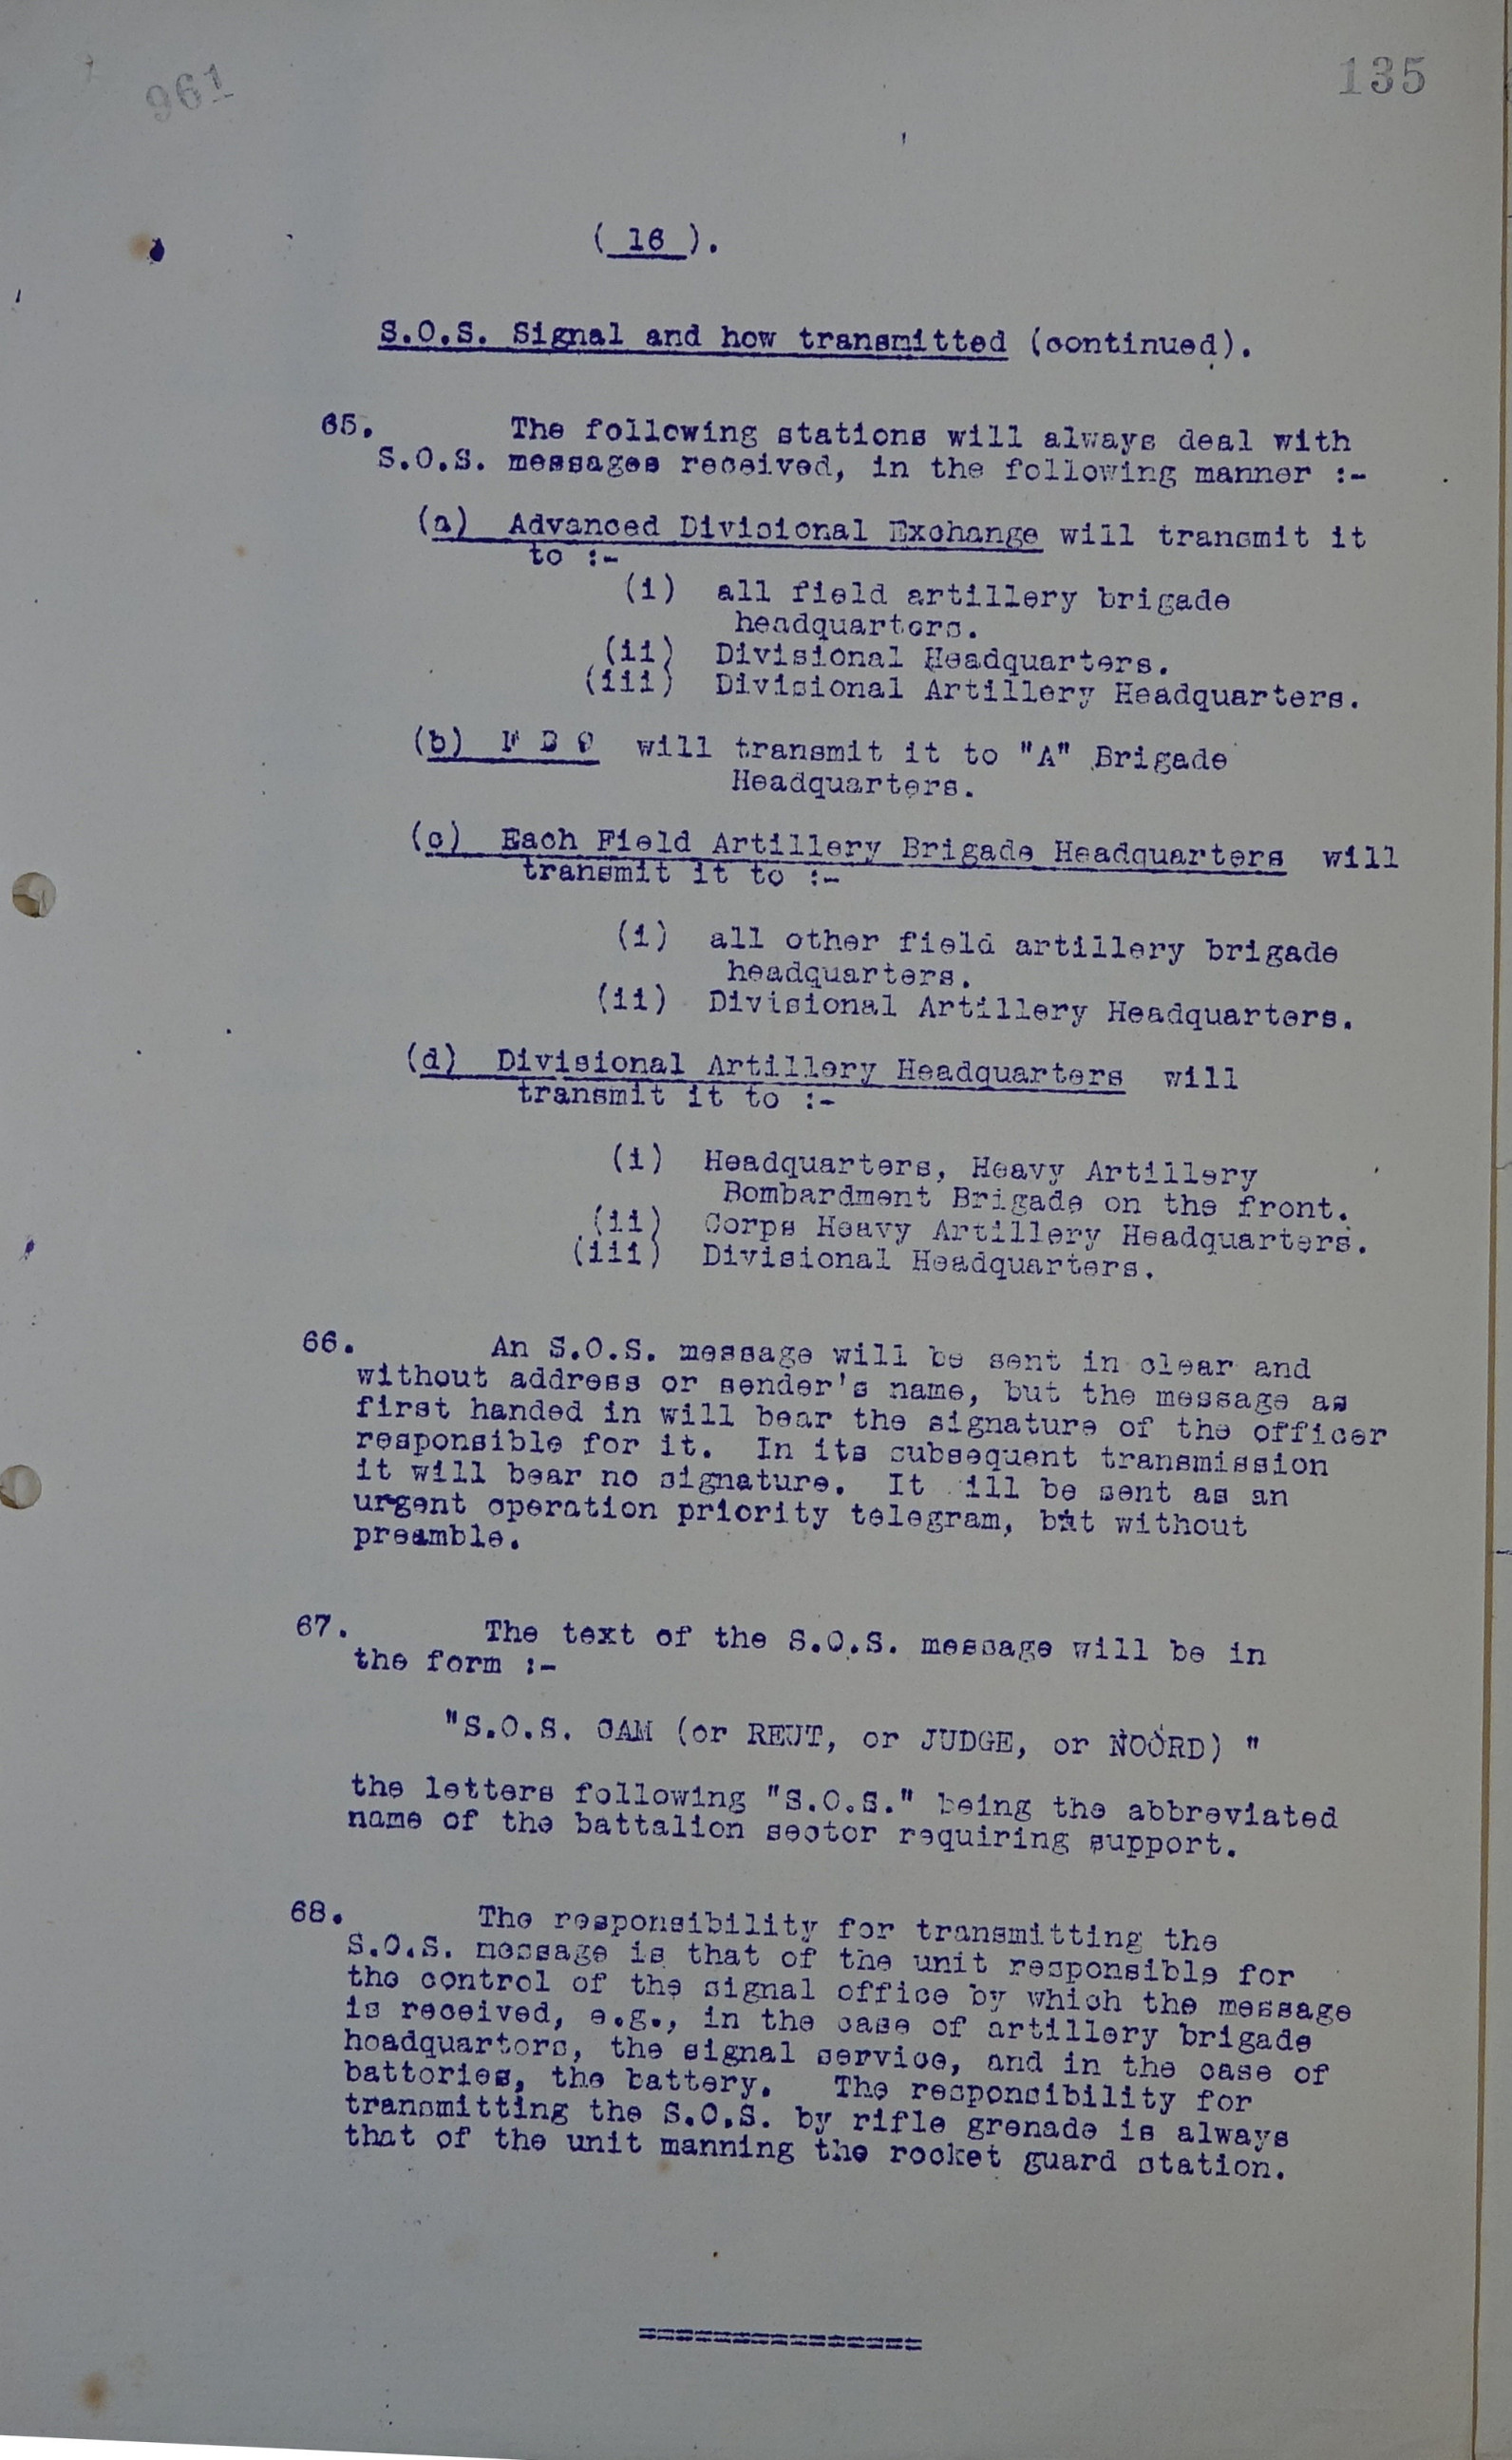 961
135
( 16 ).
S.O.S. Signal and how transmitted (continued).
65. The following stations will always deal with
S.O.S. messages received, in the following manner :-
(a) Advanced Divisional Exchange will transmit it
to :-
(i) all field artillery brigade
headquarters.
(ii) Divisional Headquarters.
(iii) Divisional Artillery Headquarters.
(b) will transmit it to "A" Brigade
Headquarters.
(c) Each Field Artillery Brigade Headquarters will
transmit it to :-
(i) all other field artillery brigade
headquarters.
(ii) Divisional Artillery Headquarters.
(d) Divisional Artillery Headquarters will
transmit it to :-
(i) Headquarters, Heavy Artillery
Bombardment Brigade on the front.
(ii) Corps Heavy Artillery Headquarters.
(iii) Divisional Headquarters.
66. An S.O.S. message will be sent in clear and
without address or sender's name, but the message as
first handed in will bear the signature of the officer
responsible for it. In its subsequent transmission
it will bear no signature. It ill be sent as an
urgent operation priority telegram, but without
preamble.
67. The text of the S.O.S. message will be in
the form :-
"S.O.S. CAM (or REUT, or JUDGE, or NOORD) "
the letters following "S.O.S." being the abbreviated
name of the battalion sector requiring support.
68. The responsibility for transmitting the
S.O.S. message is that of the unit responsible for
the control of the signal office by which the message
is received, e.g., in the case of artillery brigade
headquarters, the signal service, and in the case of
batteries, the battery. The responsibility for
transmitting the S.O.S. by rifle grenade is always
that of the unit manning the rocket guard station.
===============